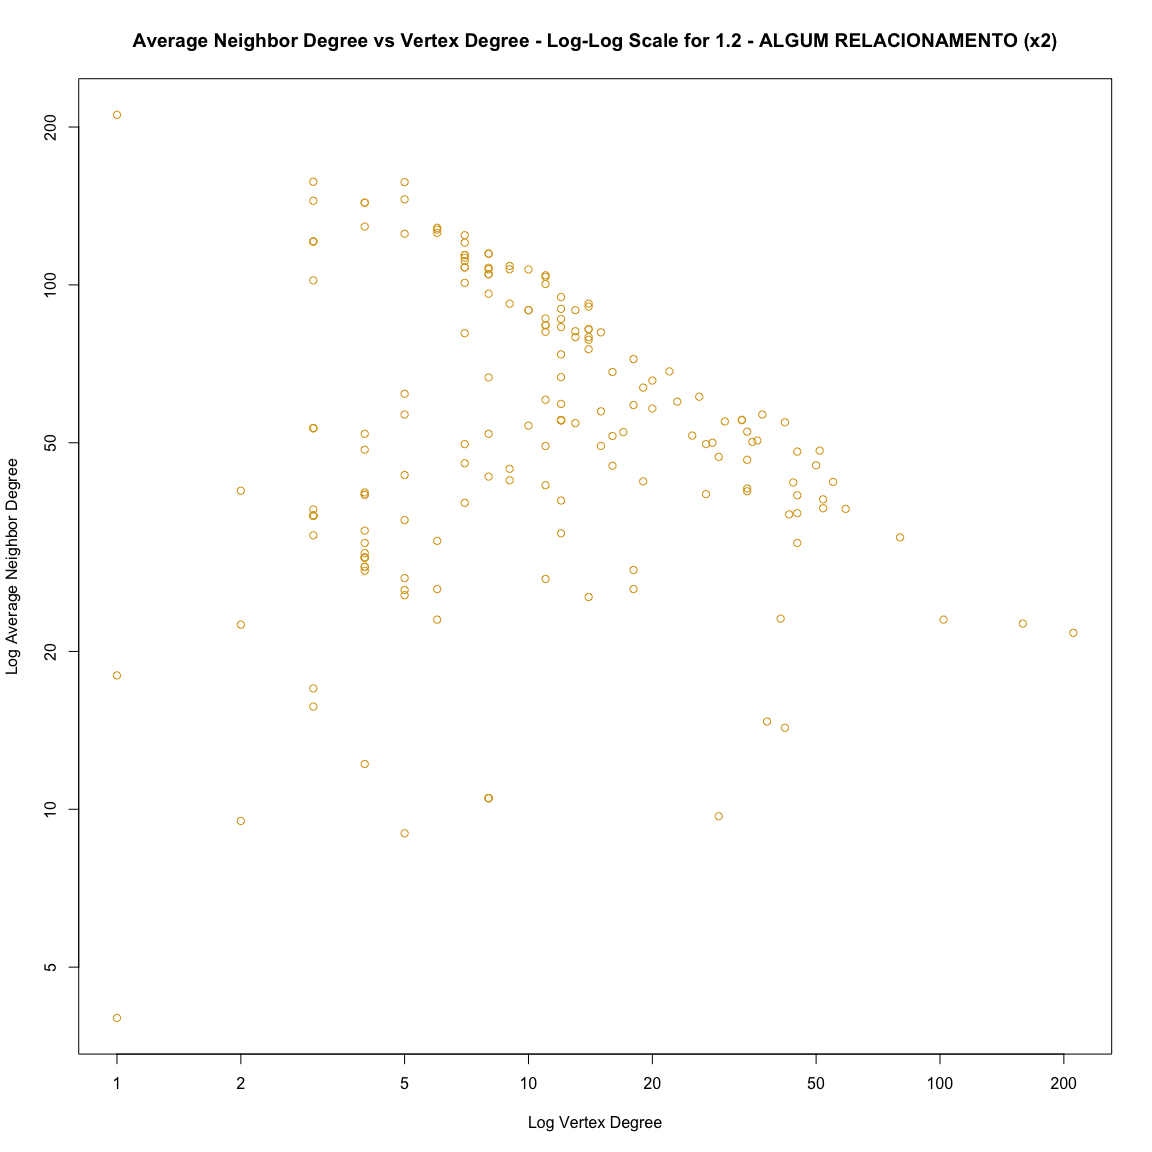 Average Neighbor Degree vs Vertex Degree - Log-Log Scale for 1.2 - ALGUM RELACIONAMENTO (x2)
Log Average Neighbor Degree
200
100
50
20
10
5
1 2 5 10 20 50 100 200
Log Vertex Degree